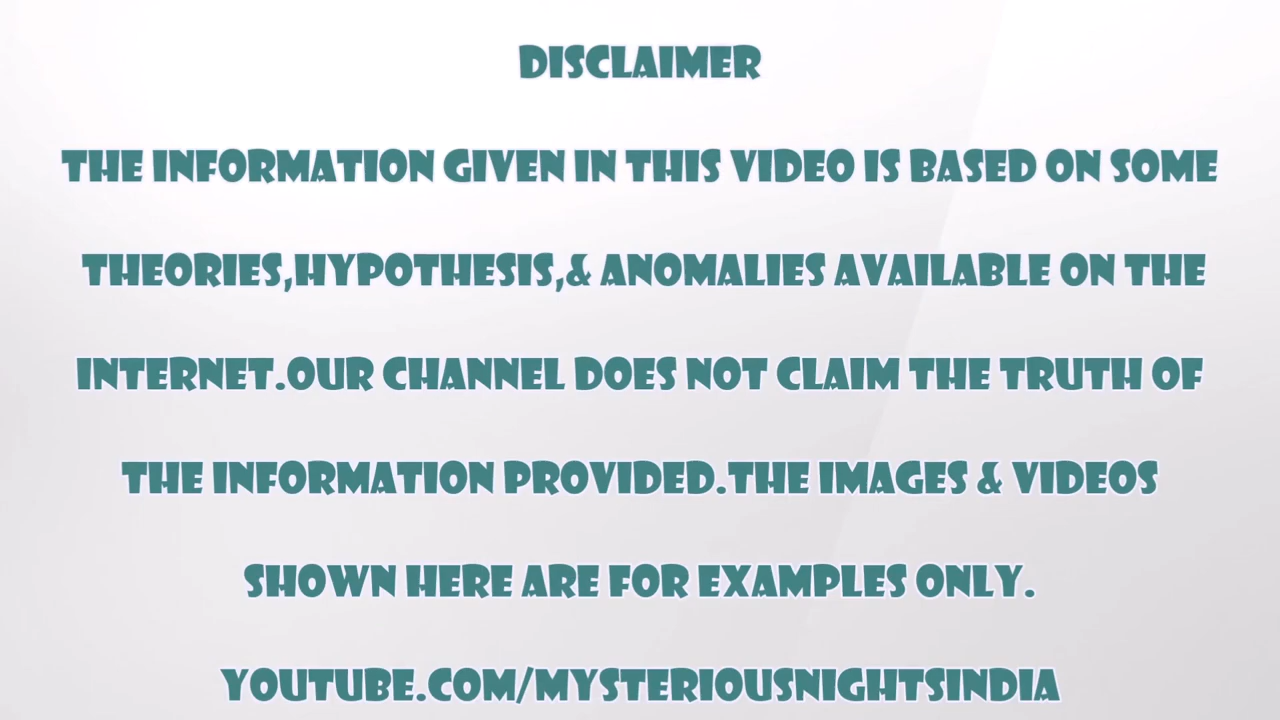 DISCLAIMER
THE INFORMATION GIVEN IN THIS VIDEO IS BASED ON SOME
THEORIES,HYPOTHESIS,& ANOMALIES AVAILABLE ON THE
INTERNET.OUR CHANNEL DOES NOT CLAIM THE TRUTH OF
THE INFORMATION PROVIDED.THE IMAGES & VIDEOS
SHOWN HERE ARE FOR EXAMPLES ONLY.
YOUTUBE.COM/MYSTERIOUSNIGHTSINDIA